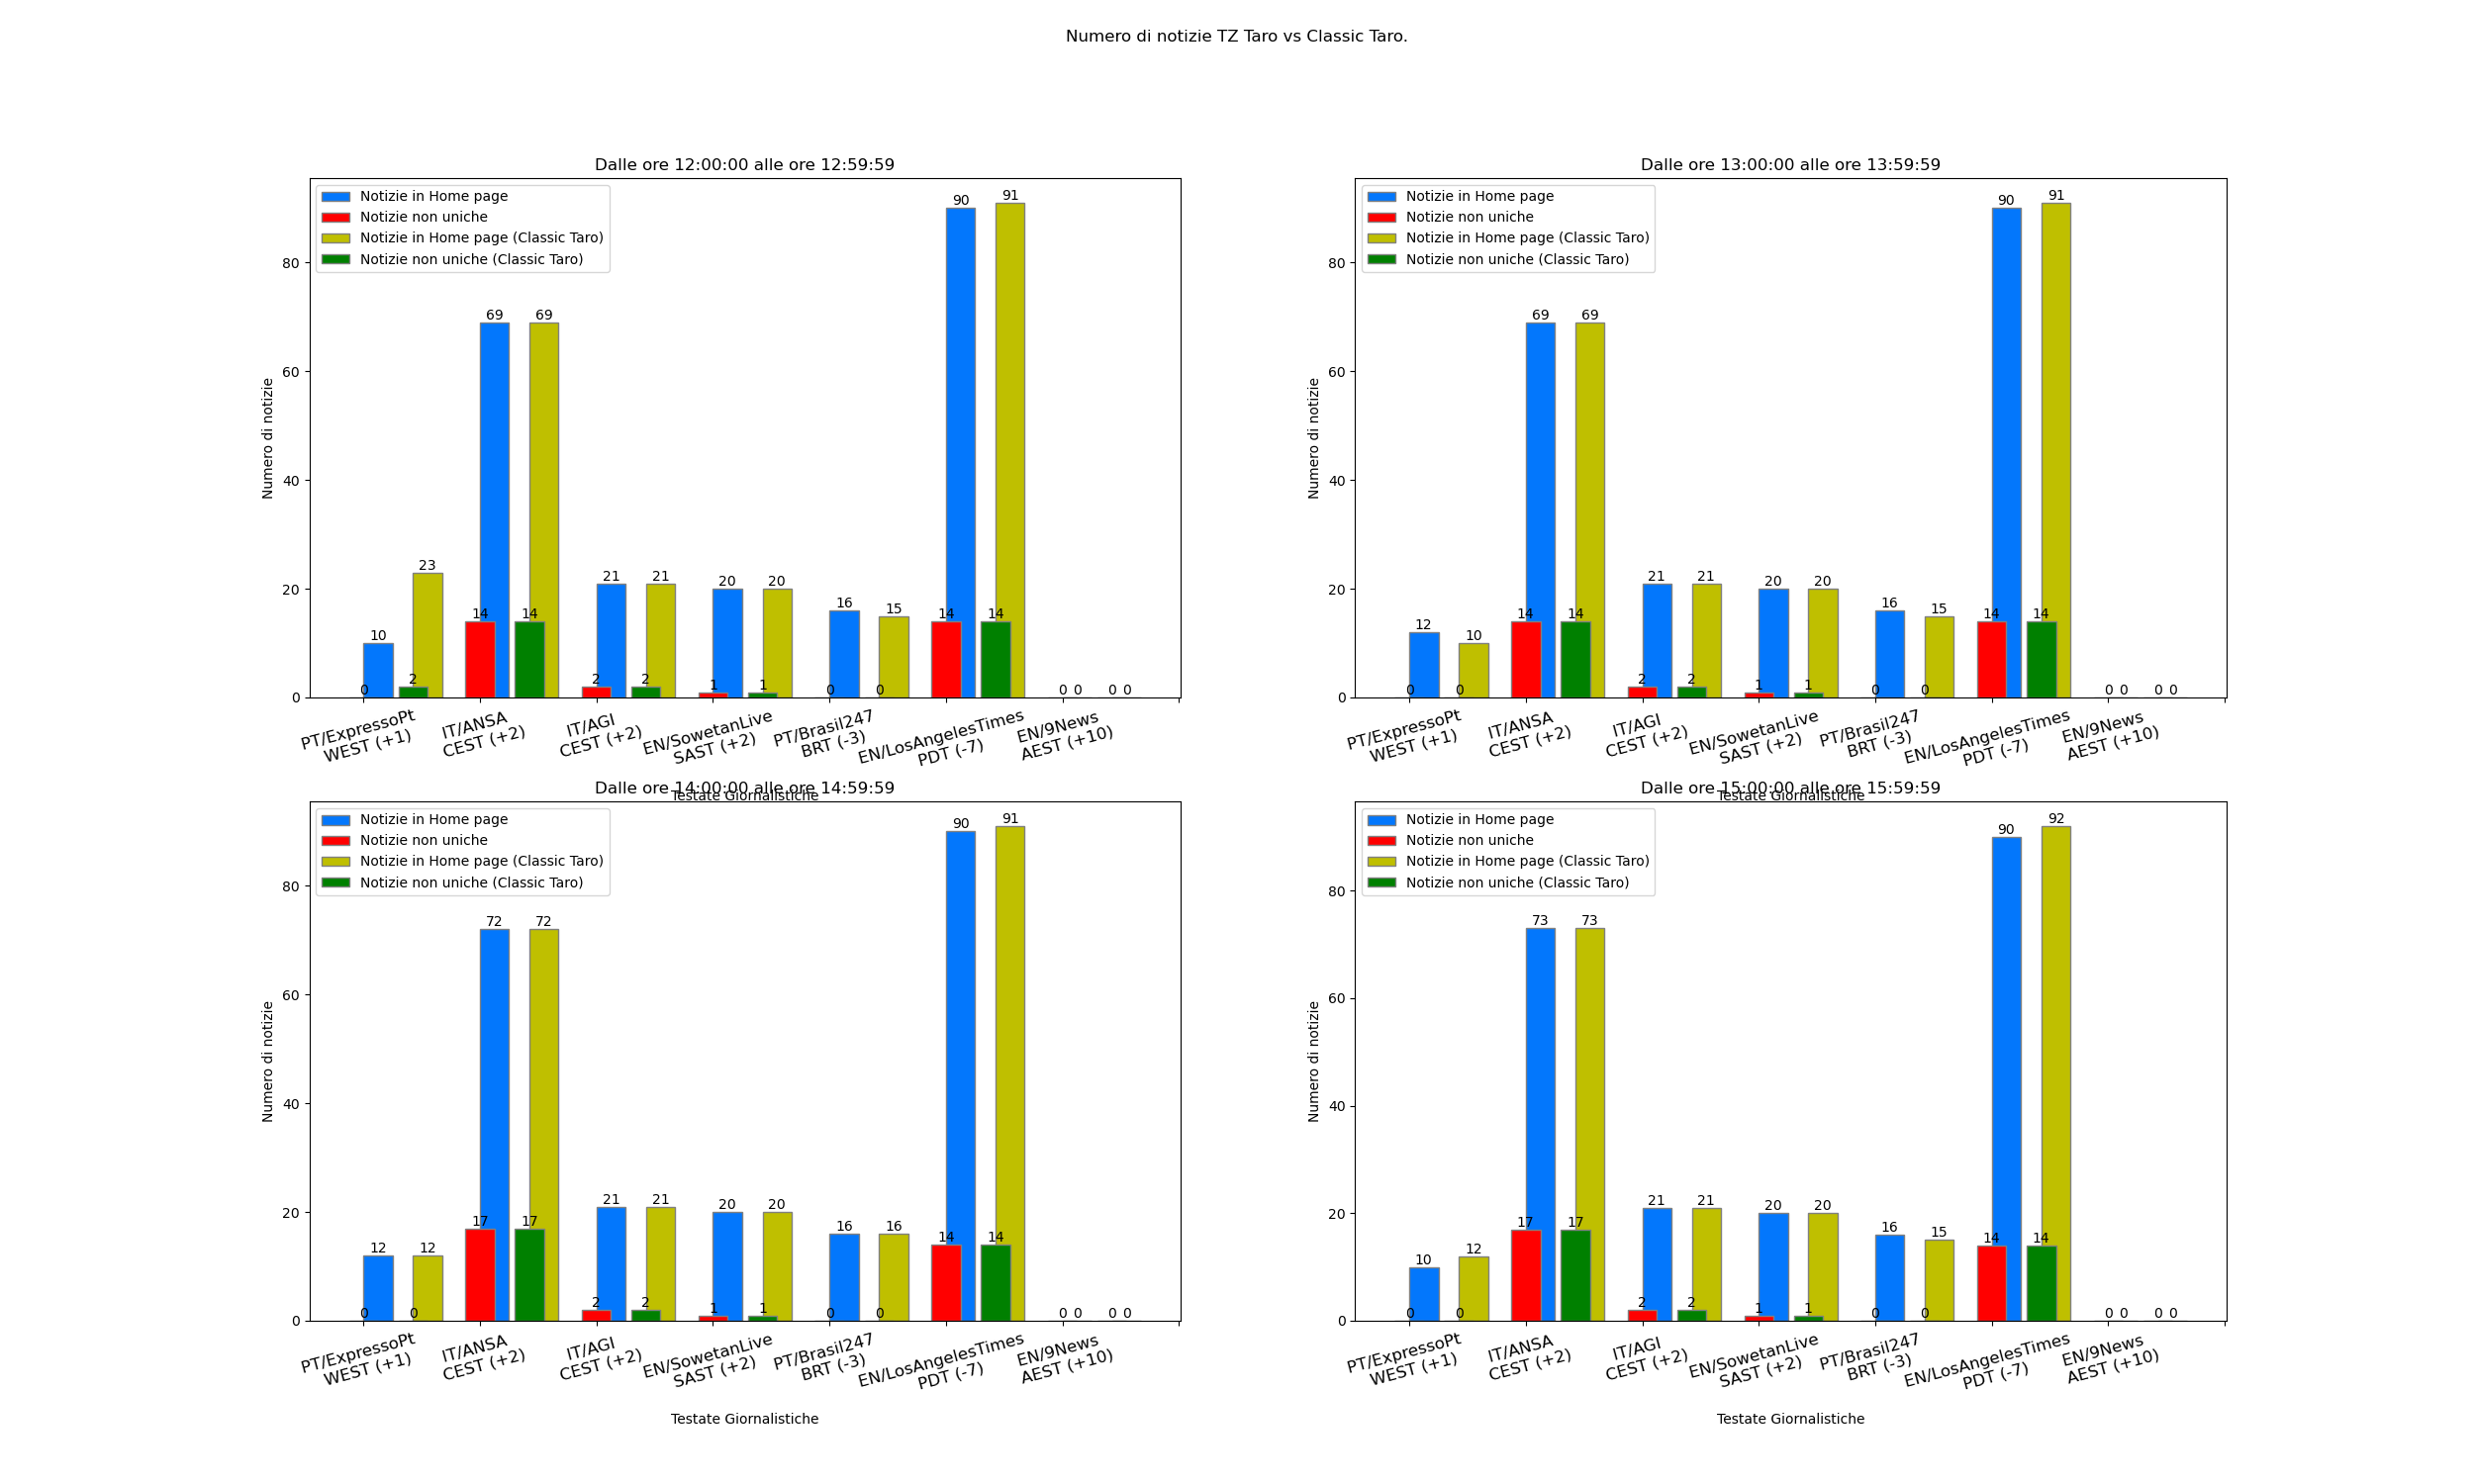 Numero di notizie TZ Taro vs Classic Taro.
Dalle ore 12:00:00 alle ore 12:59:59
Notizie in Home page
Notizie non uniche
Notizie in Home page (Classic Taro)
Notizie non uniche (Classic Taro)
Numero di notizie
80
60
40
20
0
0 10 2 23
14 69 14 69
2 21 2 21
1 20 1 20
0 16 0 15
14 90 14 91
0 0 0 0
PT/ExpressoPt
WEST (+1)
IT/ANSA
CEST (+2)
IT/AGI
CEST (+2)
EN/SowetanLive
SAST (+2)
PT/Brasil247
BRT (-3)
EN/LosAngelesTimes
PDT (-7)
EN/9News
AEST (+10)
Testate Giornalistiche
Dalle ore 13:00:00 alle ore 13:59:59
Notizie in Home page
Notizie non uniche
Notizie in Home page (Classic Taro)
Notizie non uniche (Classic Taro)
Numero di notizie
80
60
40
20
0
0 12 0 10
14 69 14 69
2 21 2 21
1 20 1 20
0 16 0 15
14 90 14 91
0 0 0 0
PT/ExpressoPt
WEST (+1)
IT/ANSA
CEST (+2)
IT/AGI
CEST (+2)
EN/SowetanLive
SAST (+2)
PT/Brasil247
BRT (-3)
EN/LosAngelesTimes
PDT (-7)
EN/9News
AEST (+10)
Testate Giornalistiche
Dalle ore 14:00:00 alle ore 14:59:59
Notizie in Home page
Notizie non uniche
Notizie in Home page (Classic Taro)
Notizie non uniche (Classic Taro)
Numero di notizie
80
60
40
20
0
0 12 0 12
17 72 17 72
2 21 2 21
1 20 1 20
0 16 0 16
14 90 14 91
0 0 0 0
PT/ExpressoPt
WEST (+1)
IT/ANSA
CEST (+2)
IT/AGI
CEST (+2)
EN/SowetanLive
SAST (+2)
PT/Brasil247
BRT (-3)
EN/LosAngelesTimes
PDT (-7)
EN/9News
AEST (+10)
Testate Giornalistiche
Dalle ore 15:00:00 alle ore 15:59:59
Notizie in Home page
Notizie non uniche
Notizie in Home page (Classic Taro)
Notizie non uniche (Classic Taro)
Numero di notizie
80
60
40
20
0
0 10 0 12
17 73 17 73
2 21 2 21
1 20 1 20
0 16 0 15
14 90 14 92
0 0 0 0
PT/ExpressoPt
WEST (+1)
IT/ANSA
CEST (+2)
IT/AGI
CEST (+2)
EN/SowetanLive
SAST (+2)
PT/Brasil247
BRT (-3)
EN/LosAngelesTimes
PDT (-7)
EN/9News
AEST (+10)
Testate Giornalistiche